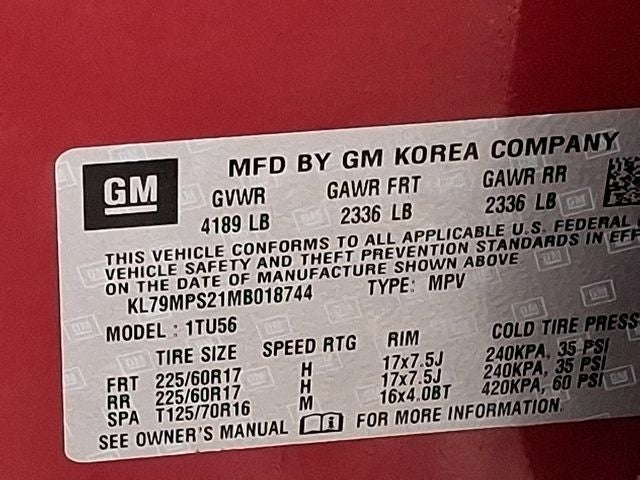 GM
MFD BY GM KOREA COMPANY
GVWR GAWR FRT GAWR RR
4189 LB 2336 LB 2336 LB
THIS VEHICLE CONFORMS TO ALL APPLICABLE U.S. FEDERAL
VEHICLE SAFETY AND THEFT PREVENTION STANDARDS IN EFF
ON THE DATE OF MANUFACTURE SHOWN ABOVE
KL79MPS21MB018744 TYPE: MPV
MODEL: 1TU56
TIRE SIZE SPEED RTG RIM COLD TIRE PRESS
FRT 225/60R17 H 17x7.5J 240KPA, 35 PSI
RR 225/60R17 H 17x7.5J 240KPA, 35 PSI
SPA T125/70R16 M 16x4.0BT 420KPA, 60 PSI
SEE OWNER'S MANUAL FOR MORE INFORMATION.